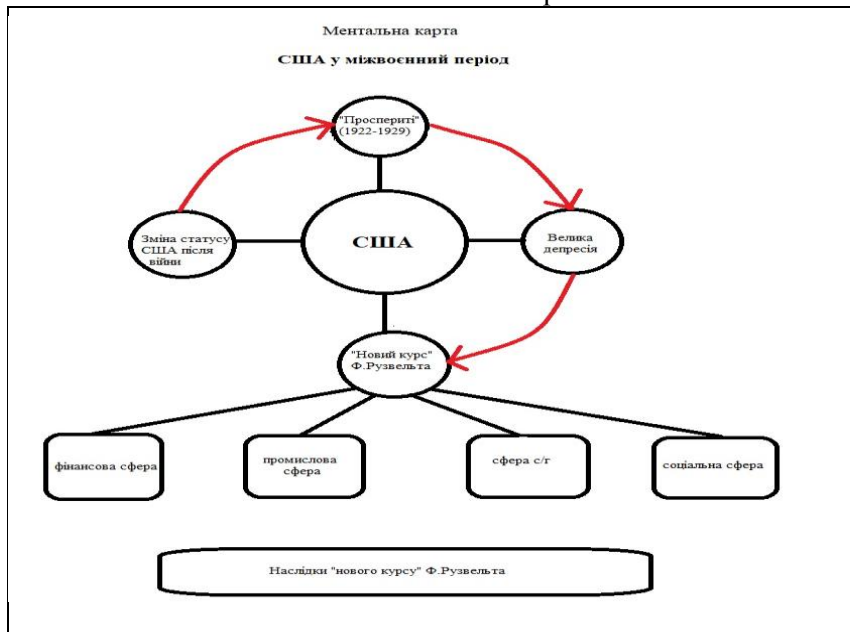 Ментальна карта
США у міжвоєнний період
"Просперіті"
(1922-1929)
Зміна статусу
США після
війни
США
Велика
депресія
"Новий курс"
Ф.Рузвельта
фінансова сфера
промислова
сфера
сфера с/г
соціальна сфера
Наслідки "нового курсу" Ф.Рузвельта